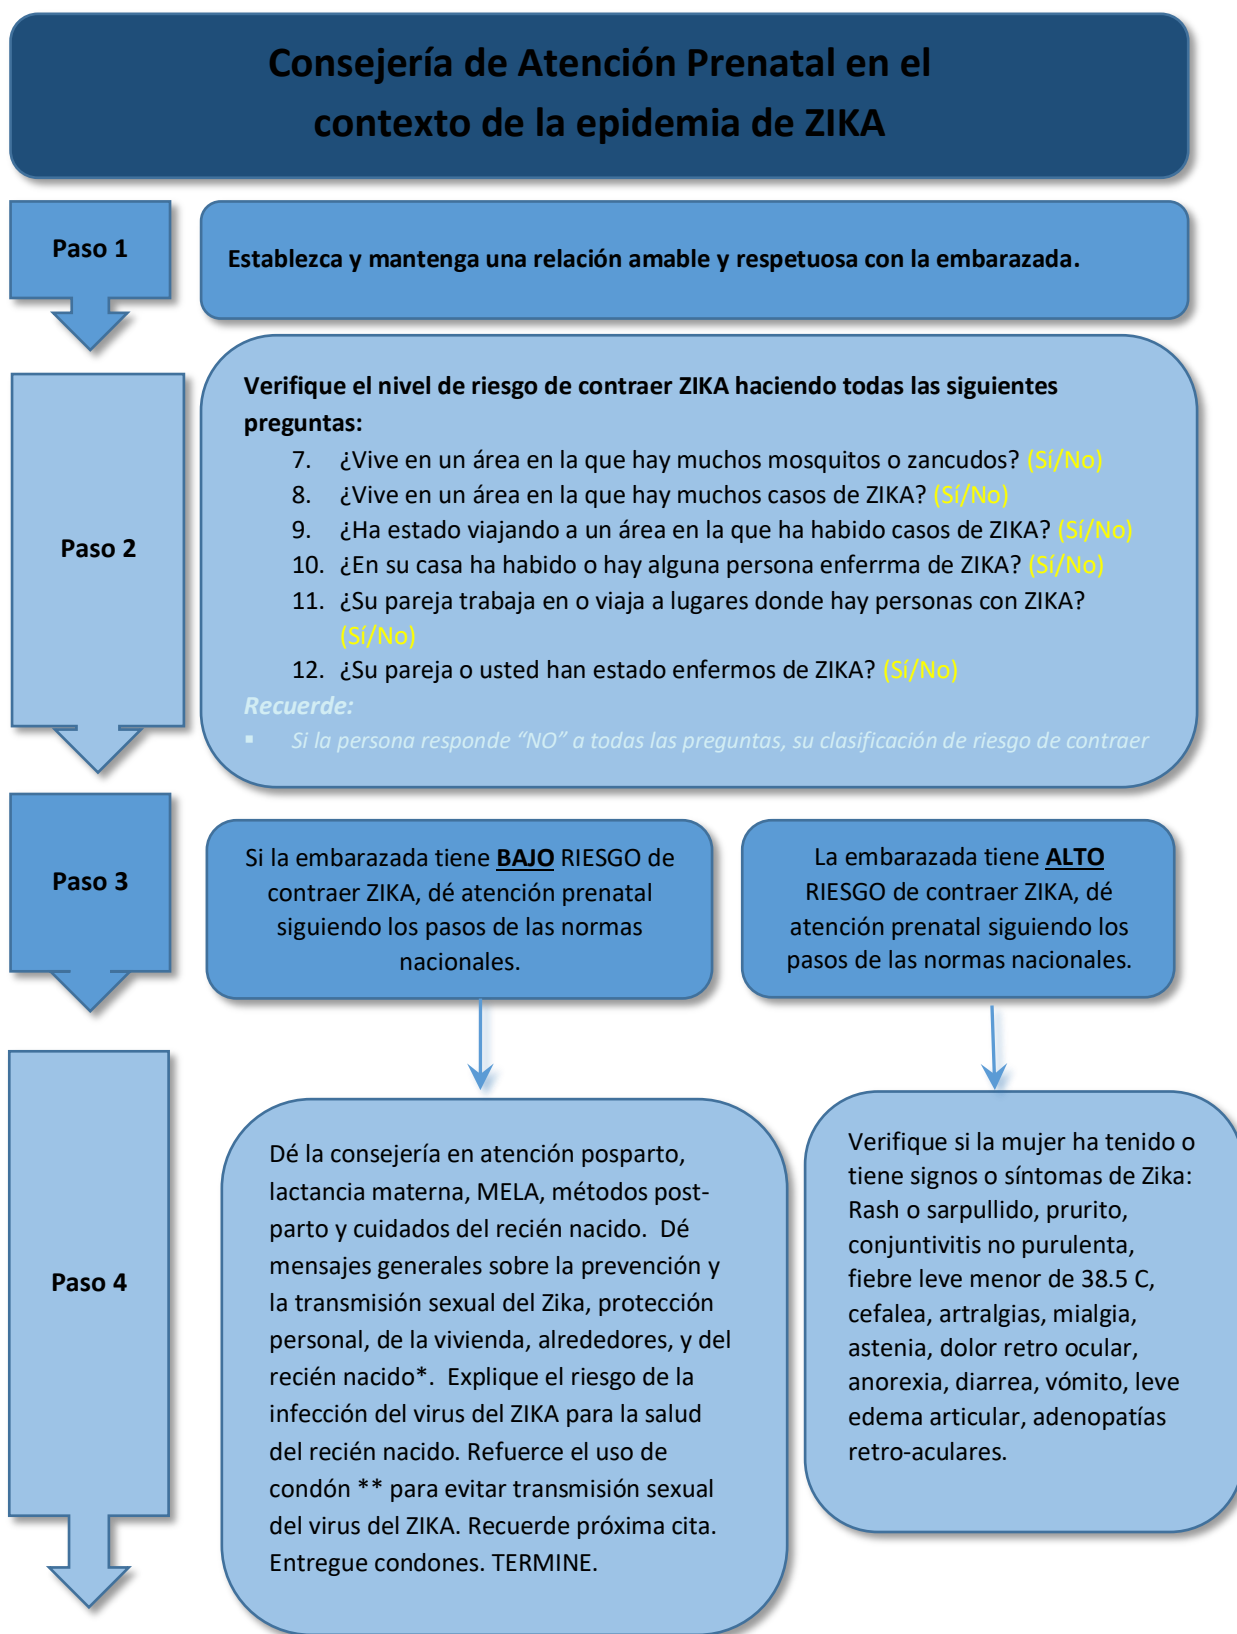 Consejería de Atención Prenatal en el
contexto de la epidemia de ZIKA
Paso 1
Establezca y mantenga una relación amable y respetuosa con la embarazada.
Paso 2
Verifique el nivel de riesgo de contraer ZIKA haciendo todas las siguientes
preguntas:
7. ¿Vive en un área en la que hay muchos mosquitos o zancudos? (Sí/No)
8. ¿Vive en un área en la que hay muchos casos de ZIKA? (Sí/No)
9. ¿Ha estado viajando a un área en la que ha habido casos de ZIKA? (Sí/No)
10. ¿En su casa ha habido o hay alguna persona enferrma de ZIKA? (Sí/No)
11. ¿Su pareja trabaja en o viaja a lugares donde hay personas con ZIKA?
(Sí/No)
12. ¿Su pareja o usted han estado enfermos de ZIKA? (Sí/No)
Recuerde:
▪ Si la persona responde “NO” a todas las preguntas, su clasificación de riesgo de contraer
Paso 3
Si la embarazada tiene BAJO RIESGO de
contraer ZIKA, dé atención prenatal
siguiendo los pasos de las normas
nacionales.
La embarazada tiene ALTO
RIESGO de contraer ZIKA, dé
atención prenatal siguiendo los
pasos de las normas nacionales.
Paso 4
Dé la consejería en atención posparto,
lactancia materna, MELA, métodos post-
parto y cuidados del recién nacido. Dé
mensajes generales sobre la prevención y
la transmisión sexual del Zika, protección
personal, de la vivienda, alrededores, y del
recién nacido*. Explique el riesgo de la
infección del virus del ZIKA para la salud
del recién nacido. Refuerce el uso de
condón ** para evitar transmisión sexual
del virus del ZIKA. Recuerde próxima cita.
Entregue condones. TERMINE.
Verifique si la mujer ha tenido o
tiene signos o síntomas de Zika:
Rash o sarpullido, prurito,
conjuntivitis no purulenta,
fiebre leve menor de 38.5 C,
cefalea, artralgias, mialgia,
astenia, dolor retro ocular,
anorexia, diarrea, vómito, leve
edema articular, adenopatías
retro-aculares.